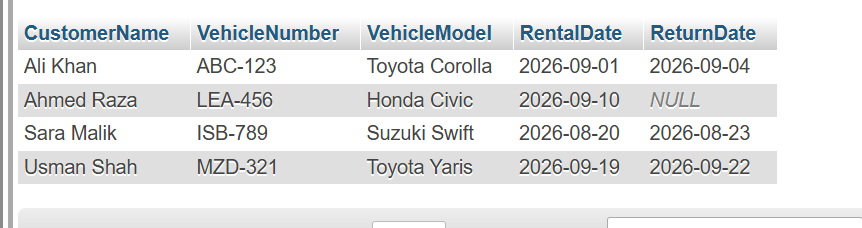 CustomerName VehicleNumber VehicleModel RentalDate ReturnDate
Ali Khan ABC-123 Toyota Corolla 2026-09-01 2026-09-04
Ahmed Raza LEA-456 Honda Civic 2026-09-10 NULL
Sara Malik ISB-789 Suzuki Swift 2026-08-20 2026-08-23
Usman Shah MZD-321 Toyota Yaris 2026-09-19 2026-09-22